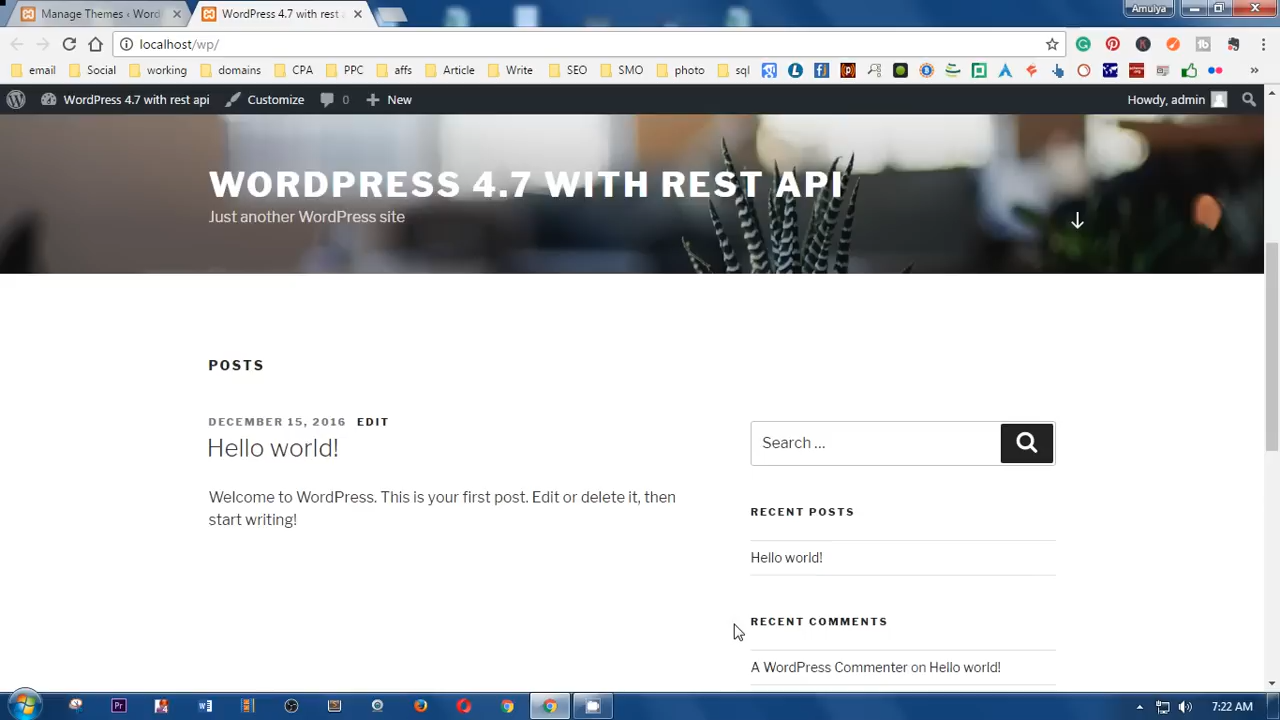 Manage Themes ‹ Word
WordPress 4.7 with rest a
Amulya
localhost/wp/
email
Social
working
domains
CPA
PPC
affr
Article
Write
SEO
SMO
photo
sql
»
WordPress 4.7 with rest api
Customize
0
New
Howdy, admin
WORDPRESS 4.7 WITH REST API
Just another WordPress site
POSTS
DECEMBER 15, 2016 EDIT
Hello world!
Welcome to WordPress. This is your first post. Edit or delete it, then
start writing!
Search …
RECENT POSTS
Hello world!
RECENT COMMENTS
A WordPress Commenter on Hello world!
7:22 AM